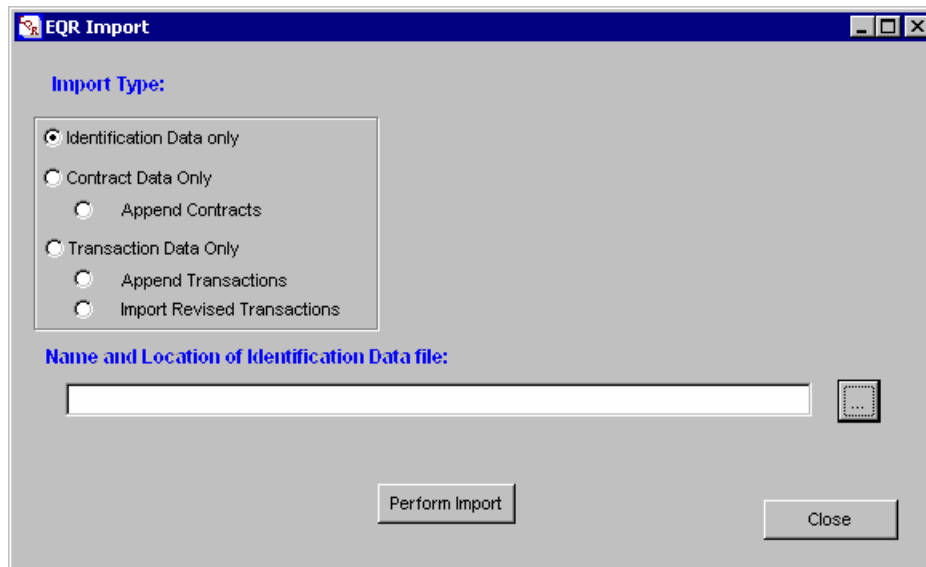 EQR Import
Import Type:
Identification Data only
Contract Data Only
Append Contracts
Transaction Data Only
Append Transactions
Import Revised Transactions
Name and Location of Identification Data file:
...
Perform Import
Close